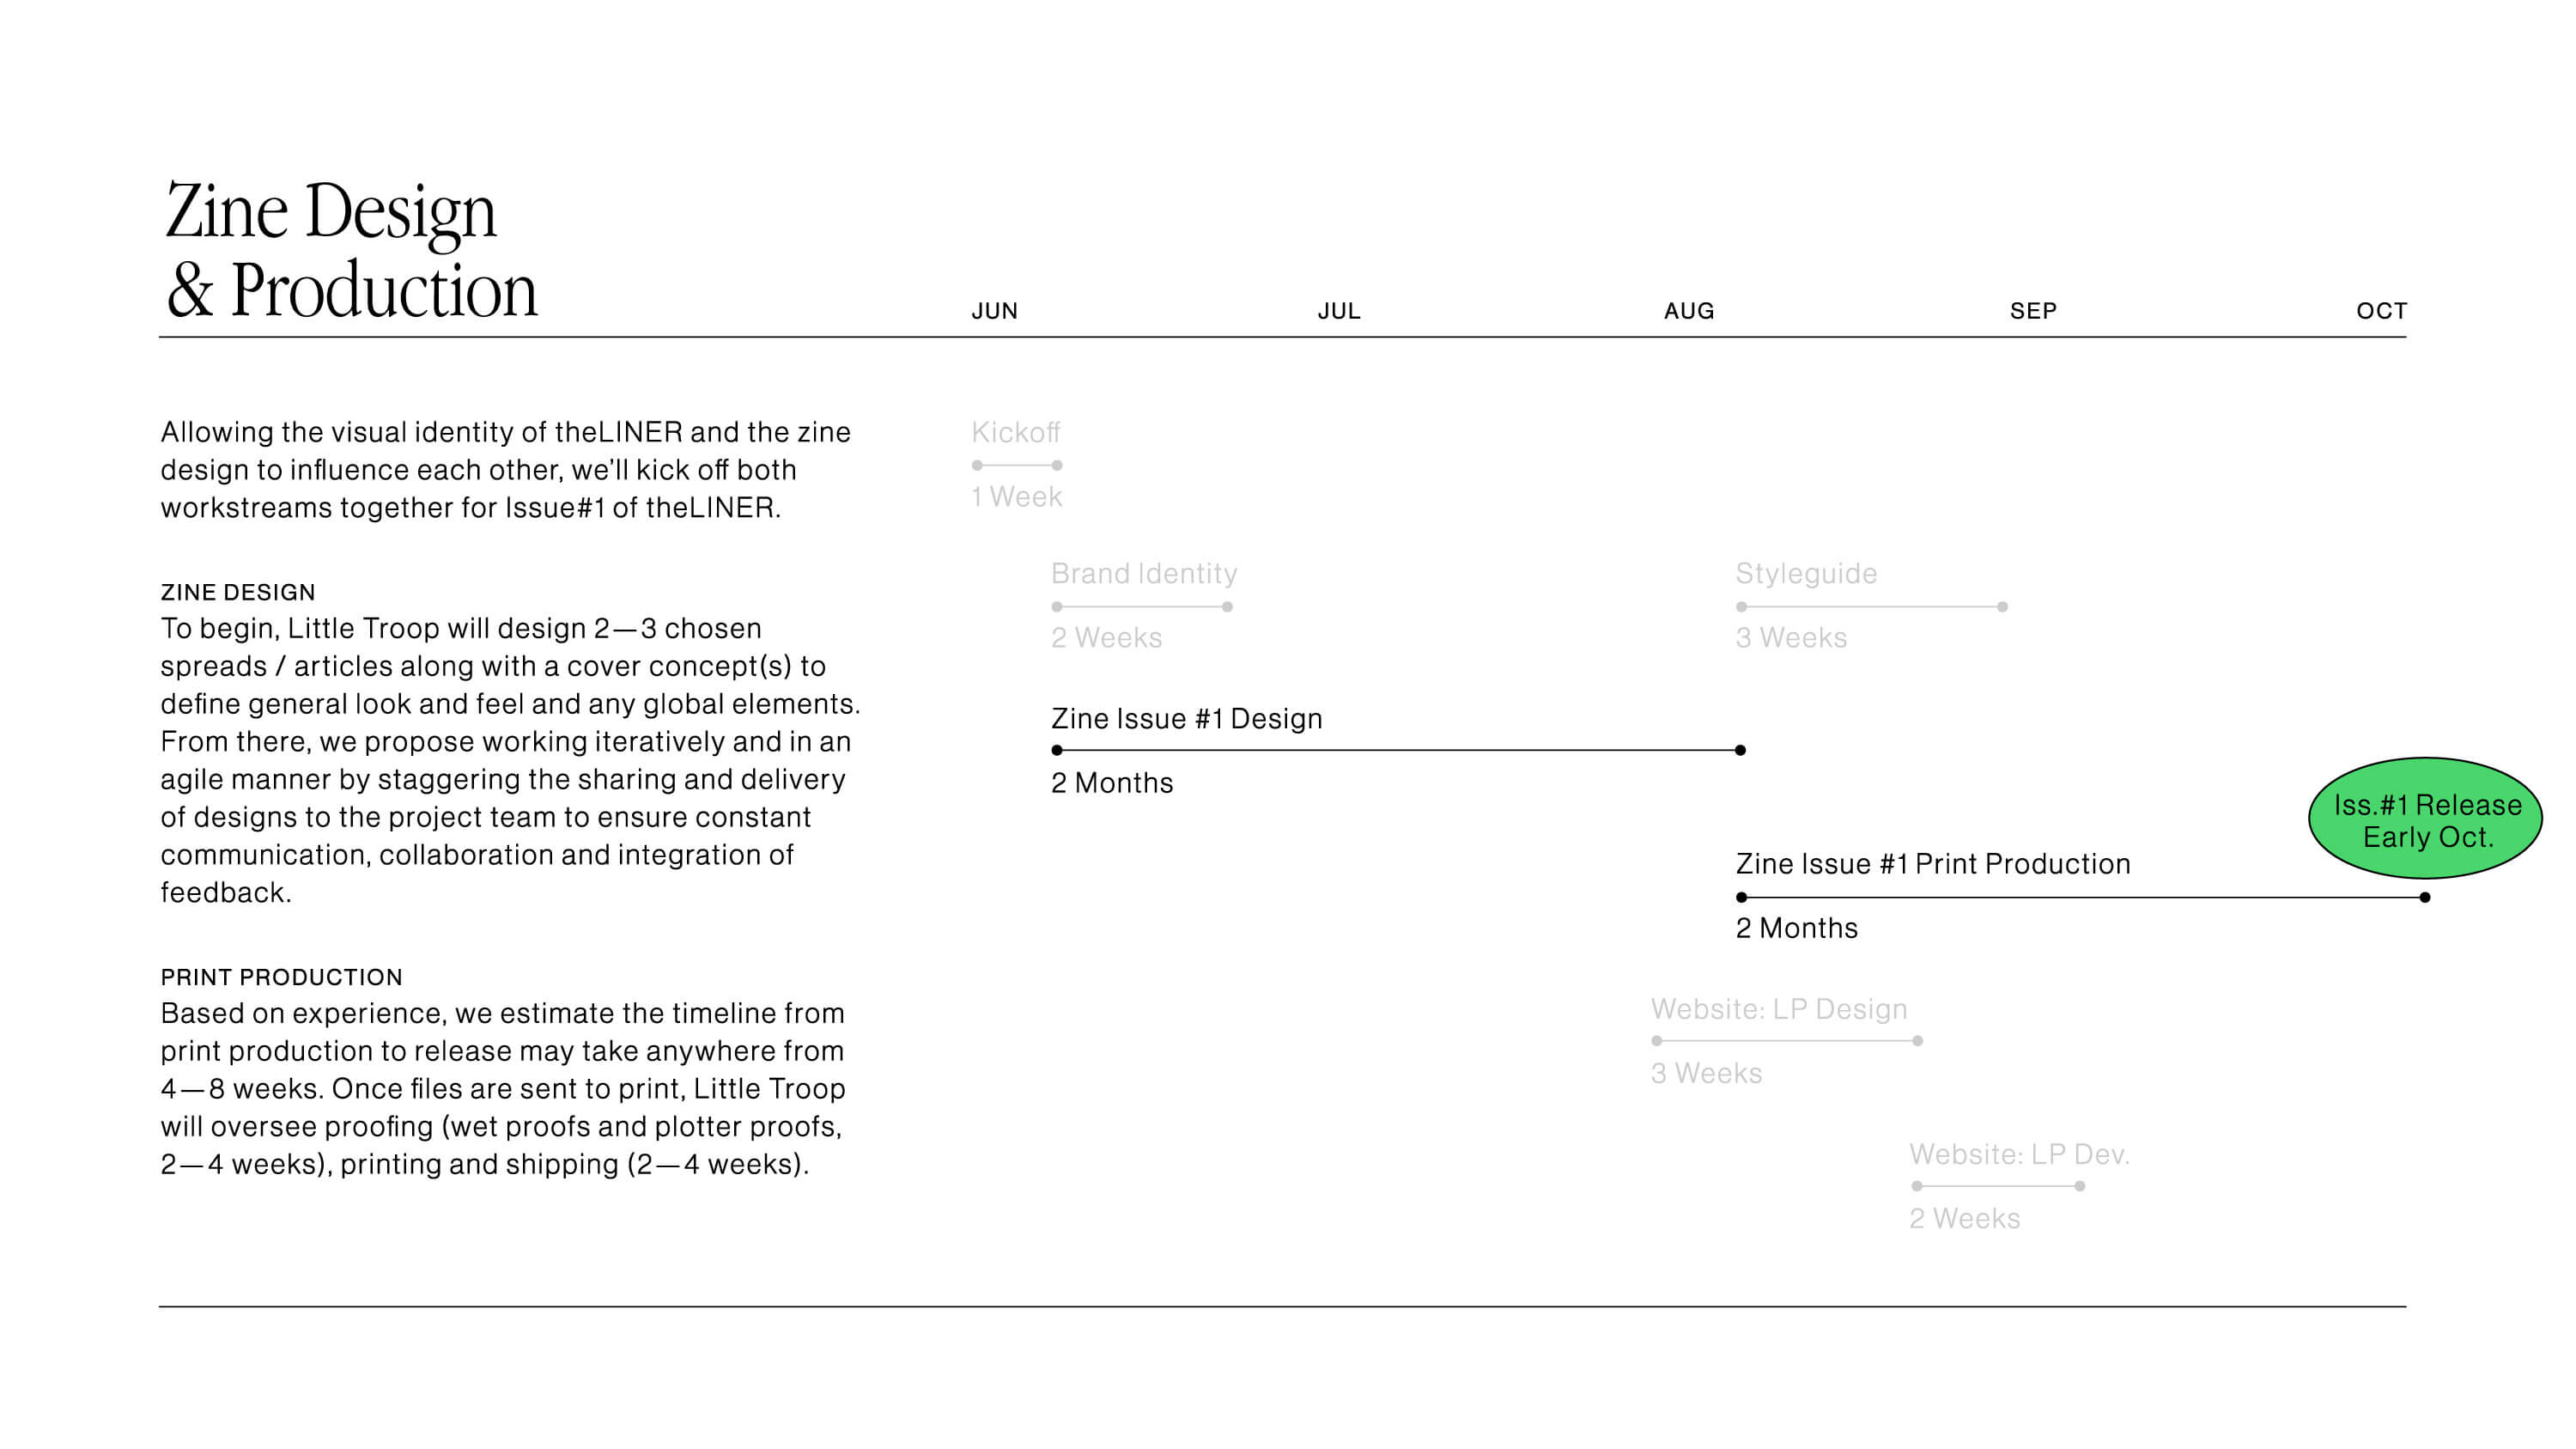 Zine Design
& Production
JUN
JUL
AUG
SEP
OCT
Allowing the visual identity of theLINER and the zine
design to influence each other, we’ll kick off both
workstreams together for Issue#1 of theLINER.
ZINE DESIGN
To begin, Little Troop will design 2—3 chosen
spreads / articles along with a cover concept(s) to
define general look and feel and any global elements.
From there, we propose working iteratively and in an
agile manner by staggering the sharing and delivery
of designs to the project team to ensure constant
communication, collaboration and integration of
feedback.
PRINT PRODUCTION
Based on experience, we estimate the timeline from
print production to release may take anywhere from
4—8 weeks. Once files are sent to print, Little Troop
will oversee proofing (wet proofs and plotter proofs,
2—4 weeks), printing and shipping (2—4 weeks).
Kickoff
1 Week
Brand Identity
2 Weeks
Styleguide
3 Weeks
Zine Issue #1 Design
2 Months
Iss.#1 Release
Early Oct.
Zine Issue #1 Print Production
2 Months
Website: LP Design
3 Weeks
Website: LP Dev.
2 Weeks